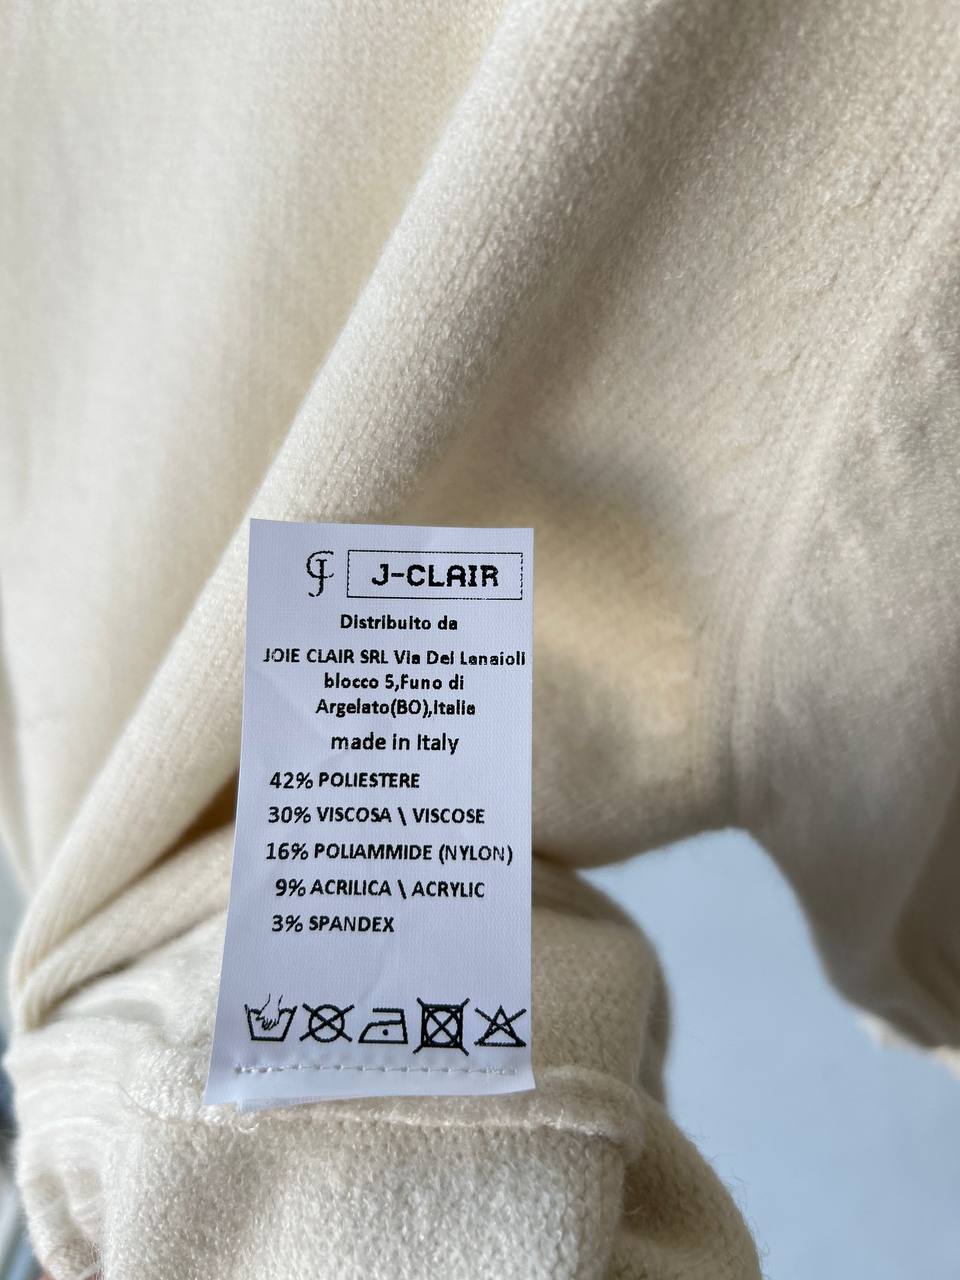 J-CLAIR
Distribuito da
JOIE CLAIR SRL Via Dei Lanaioli
blocco 5,Funo di
Argelato(BO),Italia
made in Italy
42% POLIESTERE
30% VISCOSA \ VISCOSE
16% POLIAMMIDE (NYLON)
9% ACRILICA \ ACRYLIC
3% SPANDEX